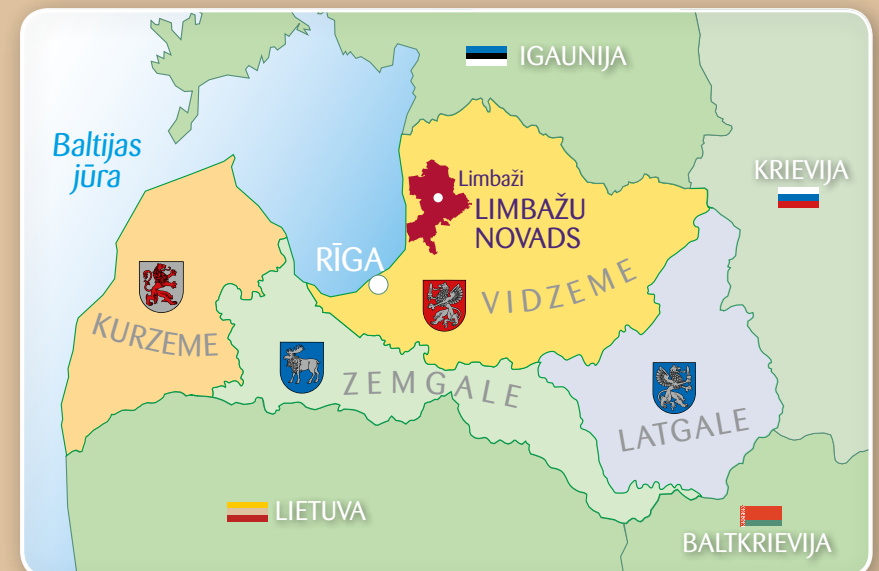 IGAUNIJA
Baltijas
jūra
KRIEVIJA
Limbaži
LIMBAŽU
NOVADS
RĪGA
VIDZEME
KURZEME
ZEMGALE
LATGALE
LIETUVA
BALTKRIEVIJA